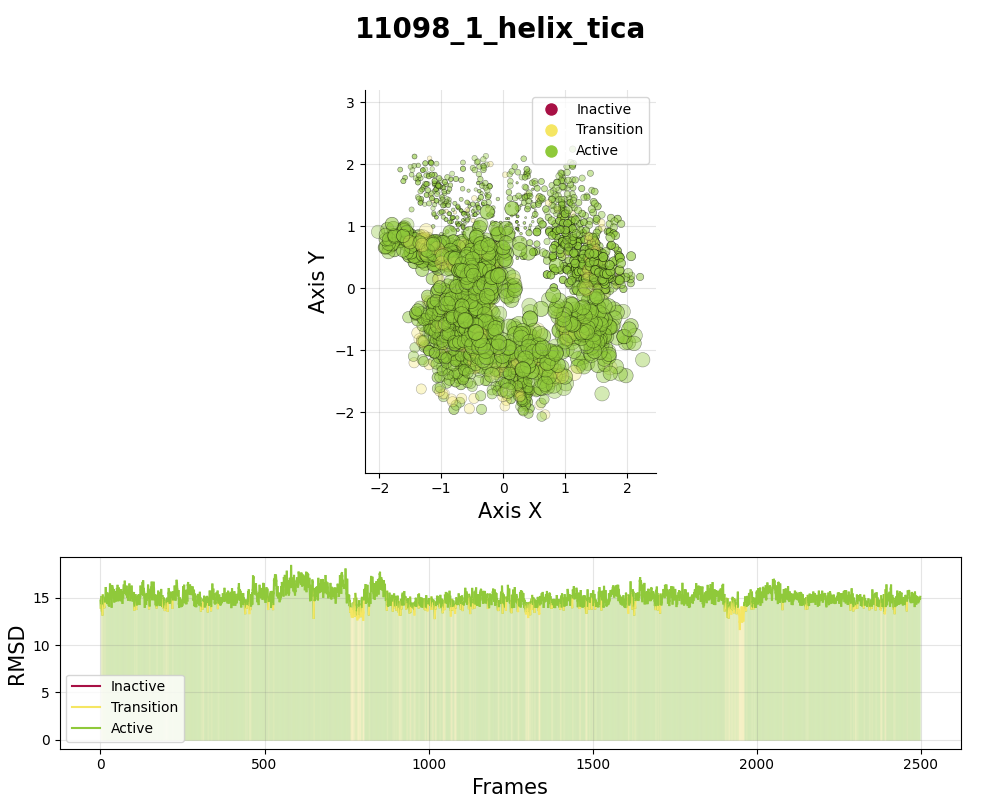 11098_1_helix_tica
3
2
1
0
−1
−2
Axis Y
Inactive
Transition
Active
−2
−1
0
1
2
Axis X
15
10
5
0
RMSD
Inactive
Transition
Active
0
500
1000
1500
2000
2500
Frames